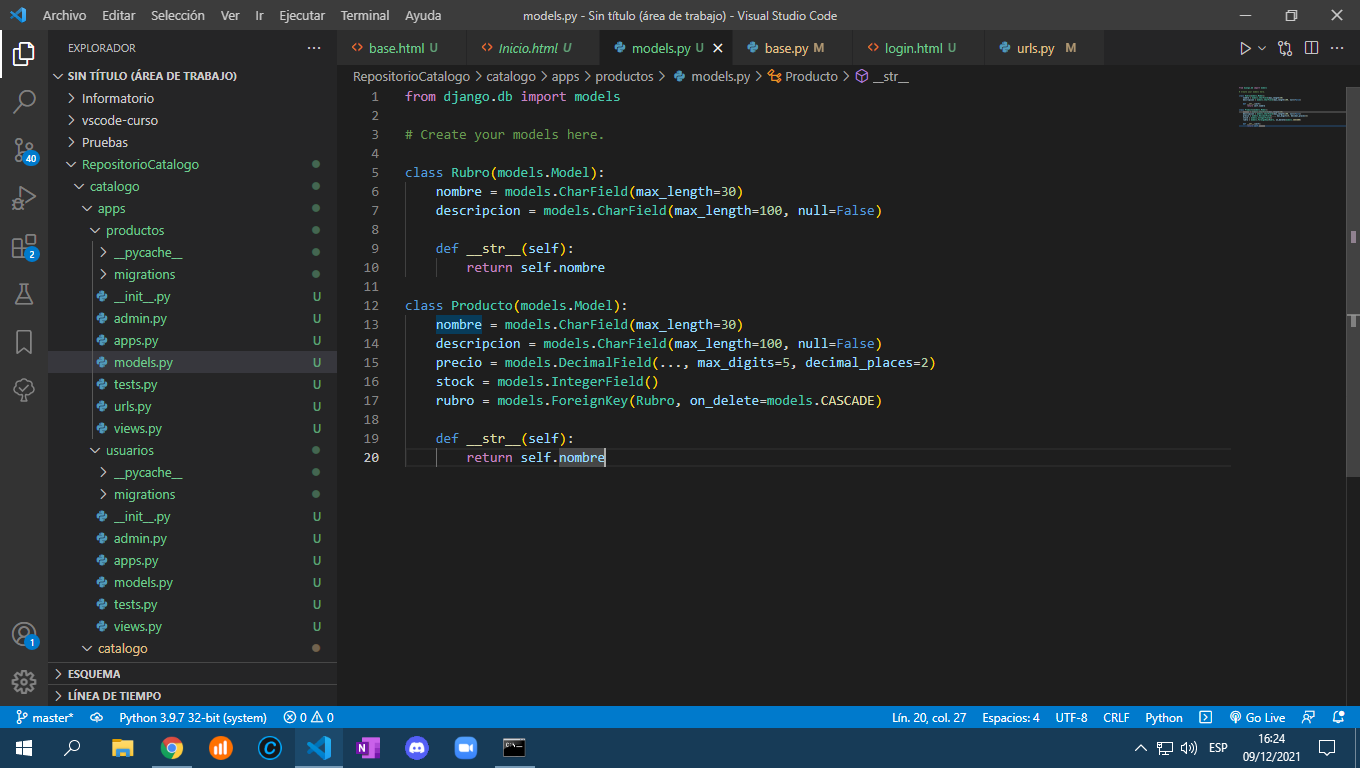 Archivo Editar Selección Ver Ir Ejecutar Terminal Ayuda
models.py - Sin título (área de trabajo) - Visual Studio Code
EXPLORADOR
SIN TÍTULO (ÁREA DE TRABAJO)
Informatorio
vscode-curso
Pruebas
RepositorioCatalogo
catalogo
apps
productos
__pycache__
migrations
__init__.py U
admin.py U
apps.py U
models.py U
tests.py U
urls.py U
views.py U
usuarios
__pycache__
migrations
__init__.py U
admin.py U
apps.py U
models.py U
tests.py U
views.py U
catalogo
ESQUEMA
LÍNEA DE TIEMPO
40
2
1
base.html U
Inicio.html U
models.py U
base.py M
login.html U
urls.py M
RepositorioCatalogo > catalogo > apps > productos > models.py > Producto > __str__
1 from django.db import models
2
3 # Create your models here.
4
5 class Rubro(models.Model):
6 nombre = models.CharField(max_length=30)
7 descripcion = models.CharField(max_length=100, null=False)
8
9 def __str__(self):
10 return self.nombre
11
12 class Producto(models.Model):
13 nombre = models.CharField(max_length=30)
14 descripcion = models.CharField(max_length=100, null=False)
15 precio = models.DecimalField(..., max_digits=5, decimal_places=2)
16 stock = models.IntegerField()
17 rubro = models.ForeignKey(Rubro, on_delete=models.CASCADE)
18
19 def __str__(self):
20 return self.nombre
master* Python 3.9.7 32-bit (system) 0 0
Lín. 20, col. 27 Espacios: 4 UTF-8 CRLF Python Go Live
ESP
16:24
09/12/2021